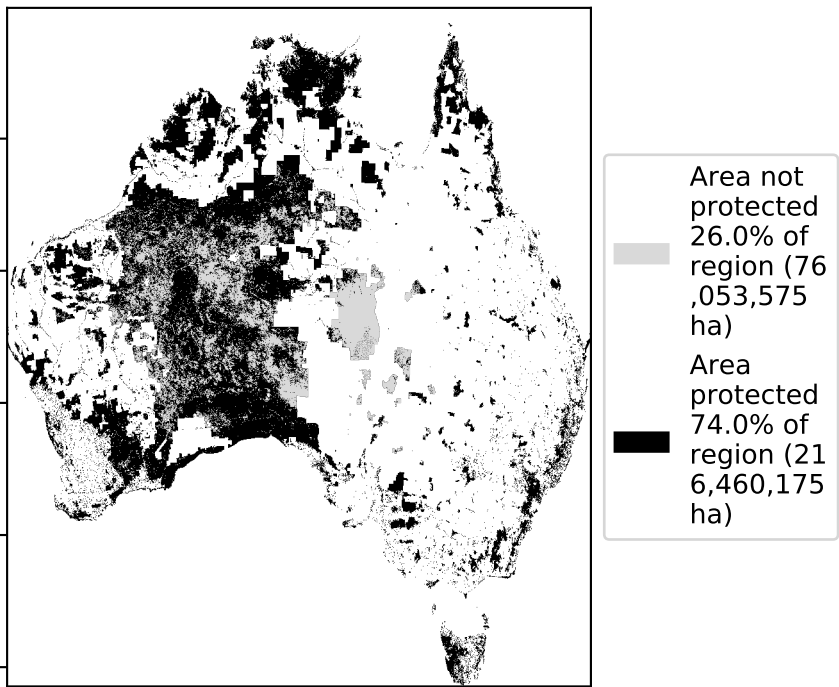 Area not
protected
26.0% of
region (76
,053,575
ha)
Area
protected
74.0% of
region (21
6,460,175
ha)